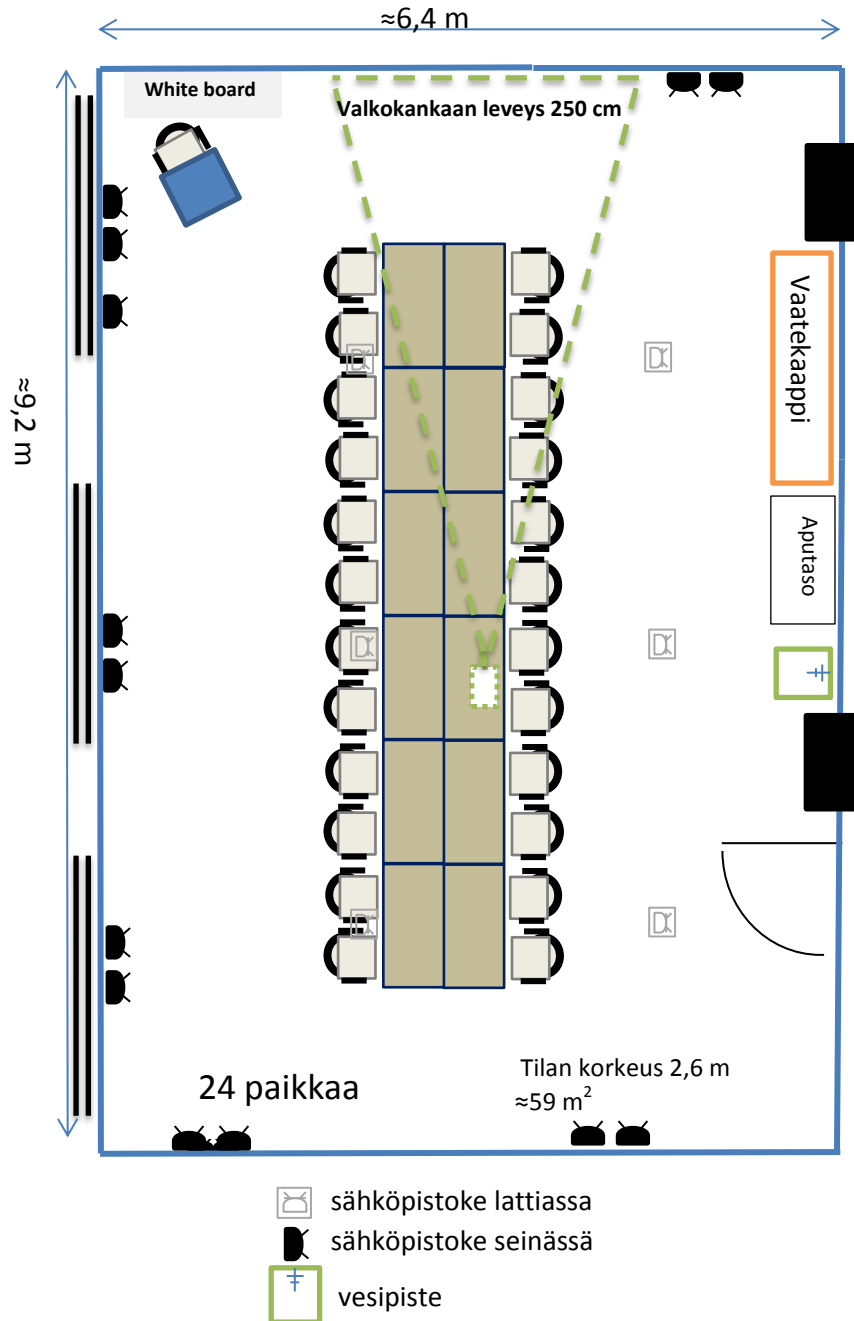 ≈6,4 m
White board
Valkokankaan leveys 250 cm
≈9,2 m
Vaatekaappi
Aputaso
24 paikkaa
Tilan korkeus 2,6 m
≈59 m²
sähköpistoke lattiassa
sähköpistoke seinässä
vesipiste